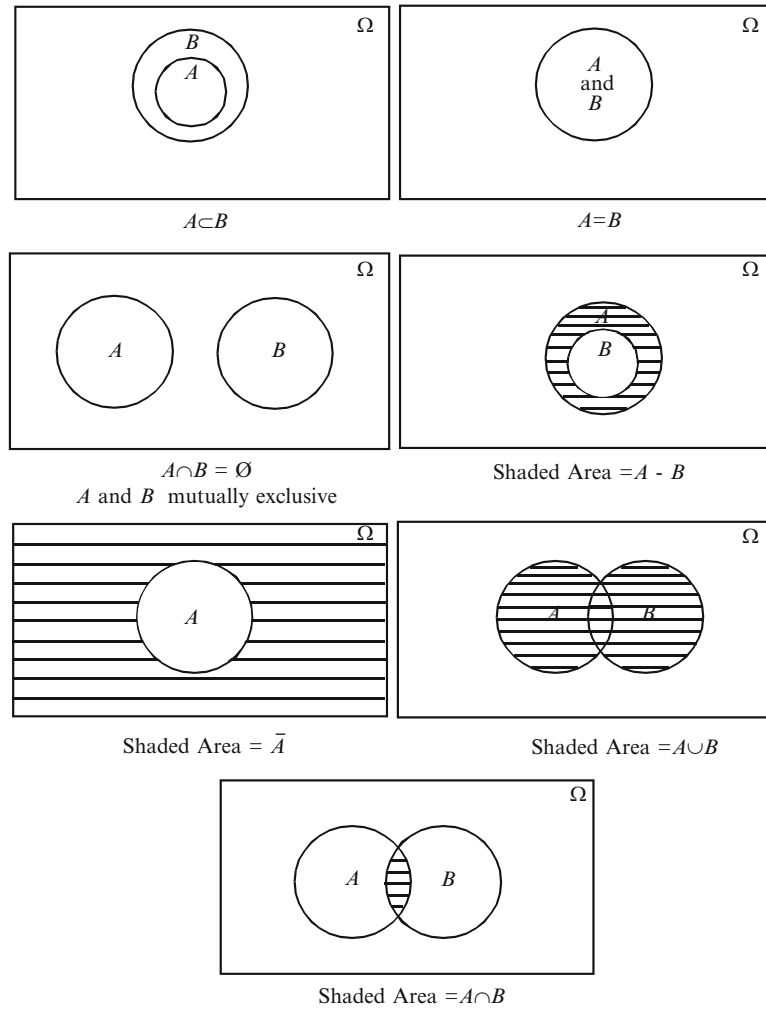 Ω
B
A
A⊂B
Ω
A
and
B
A=B
Ω
A
B
A∩B = Ø
A and B mutually exclusive
Ω
A
B
Shaded Area =A - B
Ω
A
Shaded Area = Ā
Ω
A
B
Shaded Area =A∪B
Ω
A
B
Shaded Area =A∩B